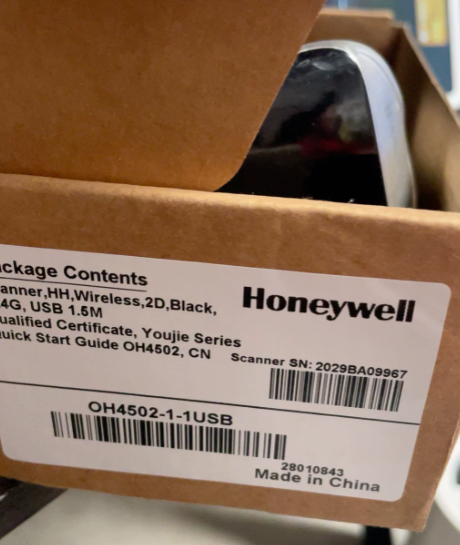 ackage Contents
anner,HH,Wireless,2D,Black,
.4G, USB 1.5M
ualified Certificate, Youjie Series
uick Start Guide OH4502, CN
Honeywell
Scanner SN: 2029BA09967
OH4502-1-1USB
28010843
Made in China